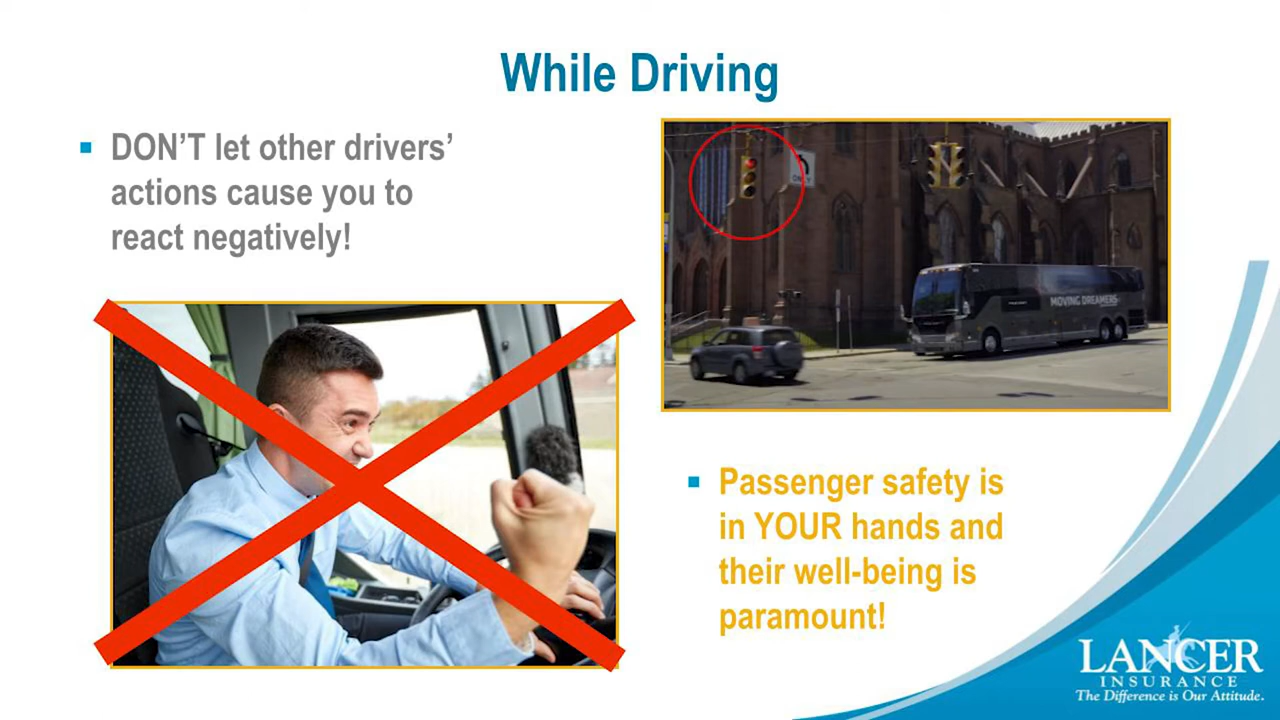 While Driving
DON’T let other drivers’
actions cause you to
react negatively!
ONLY
MOVING DREAMERS
Passenger safety is
in YOUR hands and
their well-being is
paramount!
LANCER
INSURANCE
The Difference is Our Attitude.